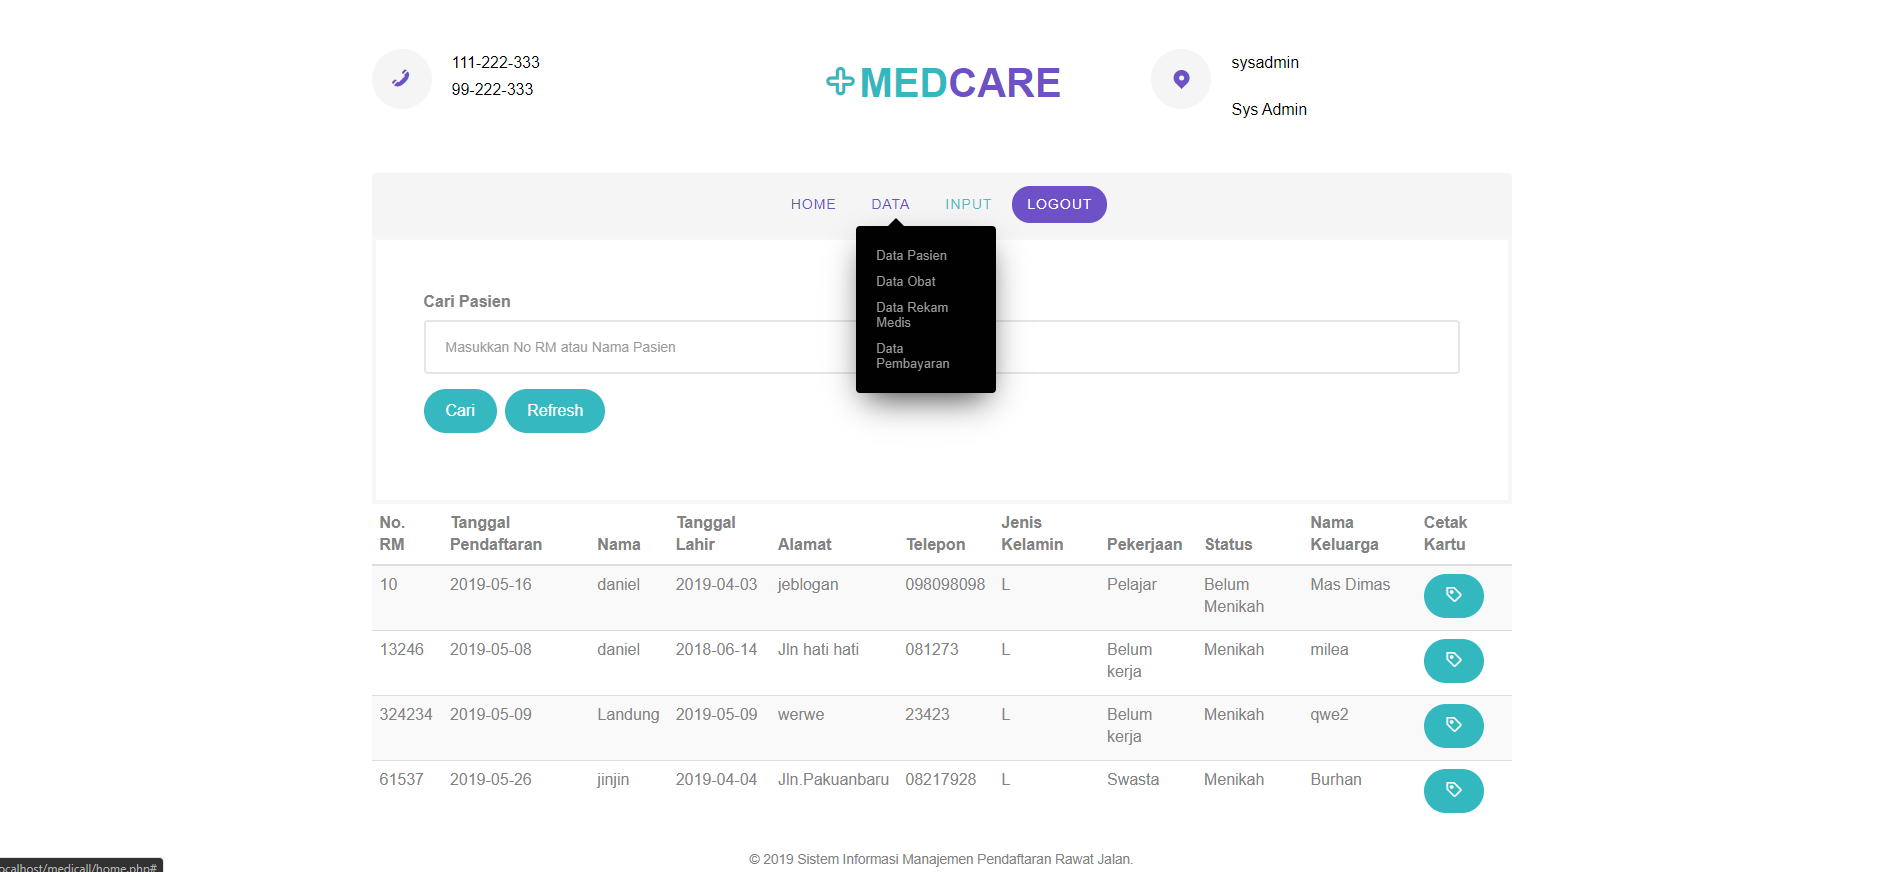 111-222-333
99-222-333
MEDCARE
sysadmin
Sys Admin
HOME DATA INPUT LOGOUT
Data Pasien
Data Obat
Data Rekam
Medis
Data
Pembayaran
Cari Pasien
Masukkan No RM atau Nama Pasien
Cari Refresh
No. RM Tanggal Pendaftaran Nama Tanggal Lahir Alamat Telepon Jenis Kelamin Pekerjaan Status Nama Keluarga Cetak Kartu
10 2019-05-16 daniel 2019-04-03 jeblogan 098098098 L Pelajar Belum Menikah Mas Dimas
13246 2019-05-08 daniel 2018-06-14 Jln hati hati 081273 L Belum kerja Menikah milea
324234 2019-05-09 Landung 2019-05-09 werwe 23423 L Belum kerja Menikah qwe2
61537 2019-05-26 jinjin 2019-04-04 Jln.Pakuanbaru 08217928 L Swasta Menikah Burhan
© 2019 Sistem Informasi Manajemen Pendaftaran Rawat Jalan.
ocalhost/medicall/home.php#